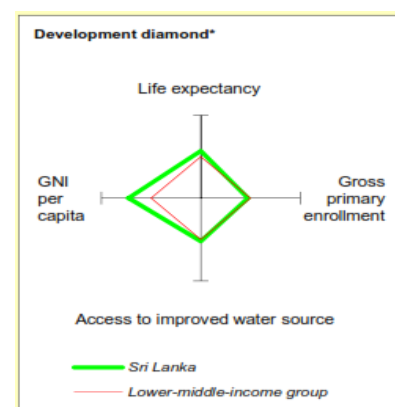 Development diamond*
Life expectancy
GNI
per
capita
Gross
primary
enrollment
Access to improved water source
Sri Lanka
Lower-middle-income group